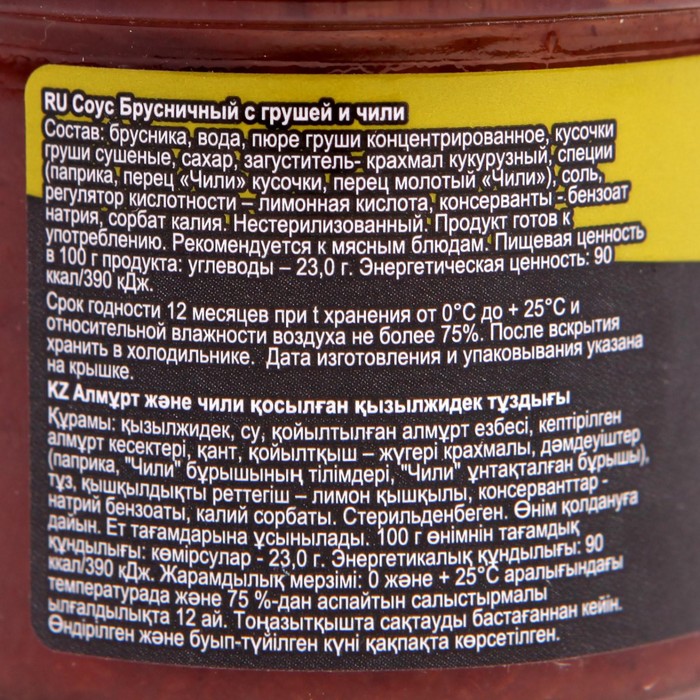 RU Соус Брусничный с грушей и чили
Состав: брусника, вода, пюре груши концентрированное, кусочки
груши сушеные, сахар, загуститель- крахмал кукурузный, специи
(паприка, перец «Чили» кусочки, перец молотый «Чили»), соль,
регулятор кислотности – лимонная кислота, консерванты - бензоат
натрия, сорбат калия. Нестерилизованный. Продукт готов к
употреблению. Рекомендуется к мясным блюдам. Пищевая ценность
в 100 г продукта: углеводы – 23,0 г. Энергетическая ценность: 90
ккал/390 кДж.
Срок годности 12 месяцев при t хранения от 0°С до + 25°С и
относительной влажности воздуха не более 75%. После вскрытия
хранить в холодильнике. Дата изготовления и упаковывания указана
на крышке.
KZ Алмұрт және чили қосылған қызылжидек тұздығы
Құрамы: қызылжидек, су, қойылтылған алмұрт езбесі, кептірілген
алмұрт кесектері, қант, қойылтқыш – жүгері крахмалы, дәмдеуіштер
(паприка, "Чили" бұрышының тілімдері, "Чили" ұнтақталған бұрышы),
тұз, қышқылдықты реттегіш – лимон қышқылы, консерванттар -
натрий бензоаты, калий сорбаты. Стерильденбеген. Өнім қолдануға
дайын. Ет тағамдарына ұсынылады. 100 г өнімнін тағамдық
құндылығы: көмірсулар - 23,0 г. Энергетикалық құндылығы: 90
ккал/390 кДж. Жарамдылық мерзімі: 0 және + 25°С аралығындағы
температурада және 75 %-дан аспайтын салыстырмалы
ылғалдылықта 12 ай. Тоңазытқышта сақтауды бастағаннан кейін.
Өндірілген және буып-түйілген күні қақпақта көрсетілген.